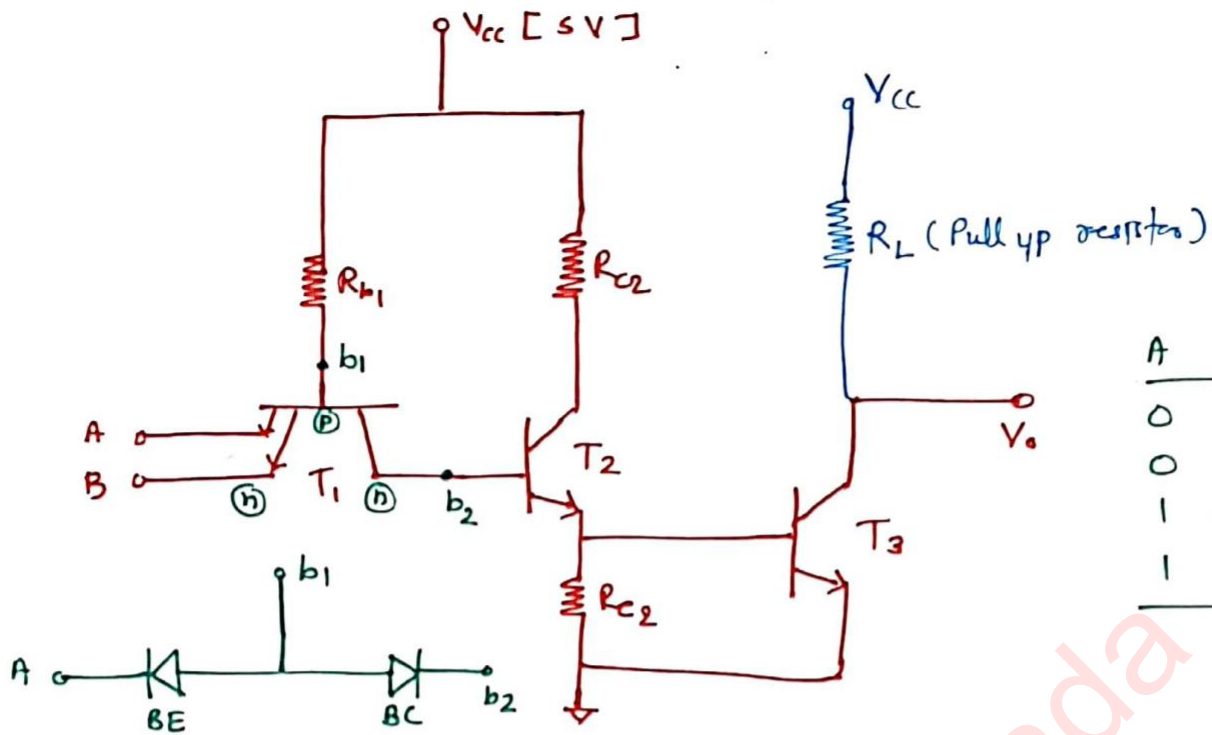 Vcc [5V]
Vcc
RL (Pull up resistor)
Rb1
Rc2
b1
A
P
T2
Vo
A
B
n
T1
n
b2
T3
0
0
1
1
b1
Rc2
A
BE
BC
b2
nda